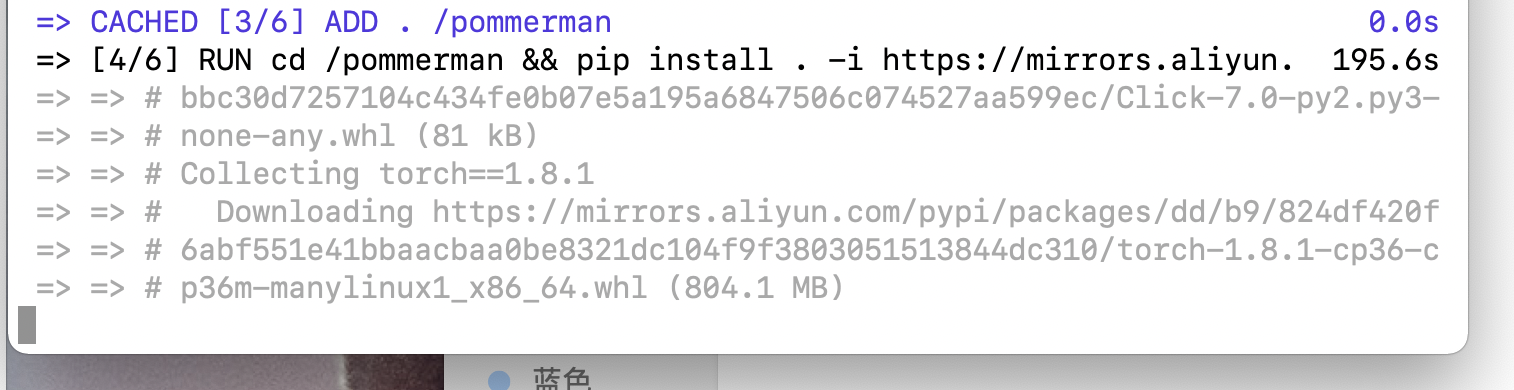 => CACHED [3/6] ADD . /pommerman 0.0s
=> [4/6] RUN cd /pommerman && pip install . -i https://mirrors.aliyun. 195.6s
=> => # bbc30d7257104c434fe0b07e5a195a6847506c074527aa599ec/Click-7.0-py2.py3-
=> => # none-any.whl (81 kB)
=> => # Collecting torch==1.8.1
=> => #   Downloading https://mirrors.aliyun.com/pypi/packages/dd/b9/824df420f
=> => # 6abf551e41bbaacbaa0be8321dc104f9f3803051513844dc310/torch-1.8.1-cp36-c
=> => # p36m-manylinux1_x86_64.whl (804.1 MB)
蓝色